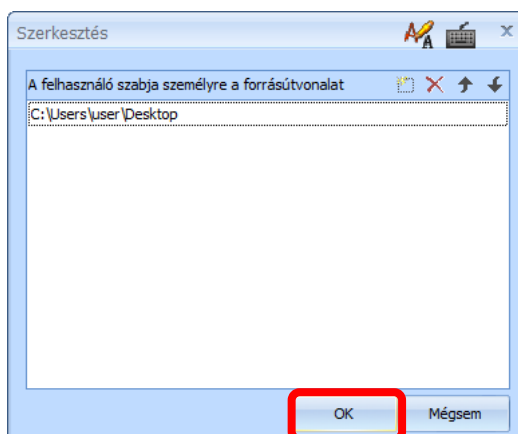 Szerkesztés
A felhasználó szabja személyre a forrásútvonalat
C:\Users\user\Desktop
OK
Mégsem